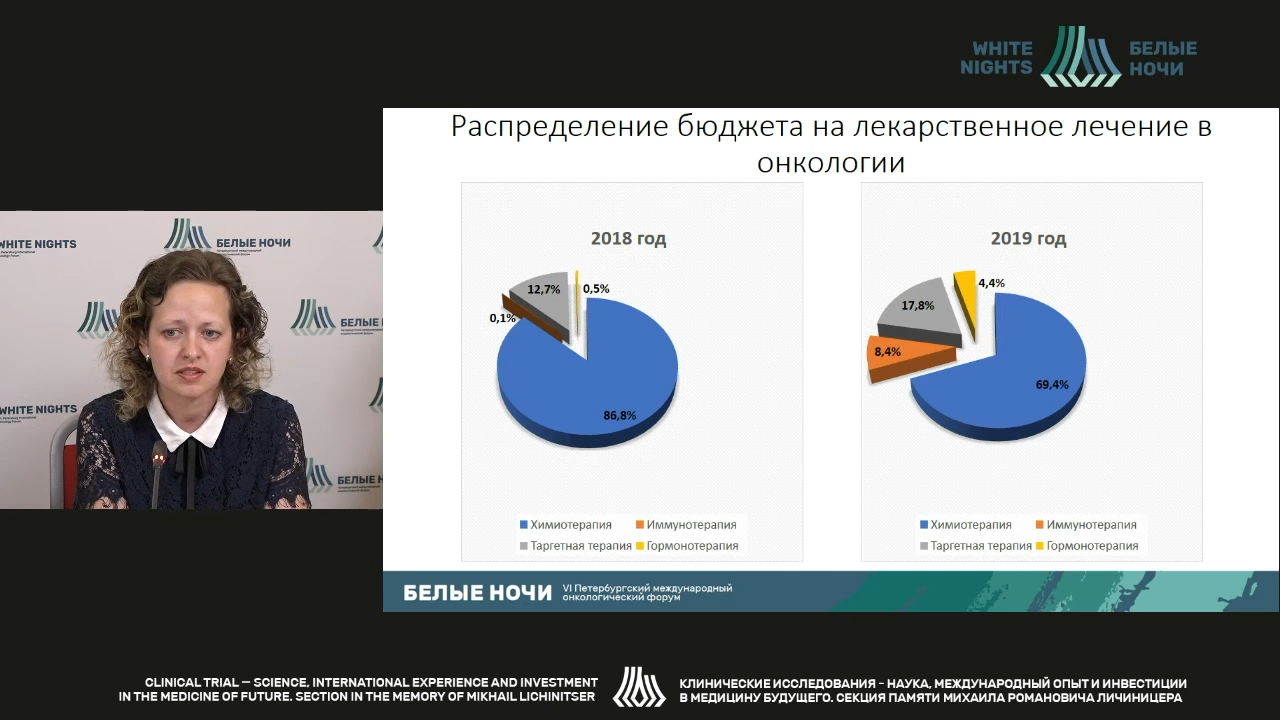 WHITE
NIGHTS
БЕЛЫЕ
НОЧИ
Распределение бюджета на лекарственное лечение в
онкологии
2018 год
12,7%
0,5%
0,1%
86,8%
Химиотерапия
Иммунотерапия
Таргетная терапия
Гормонотерапия
2019 год
4,4%
17,8%
8,4%
69,4%
Химиотерапия
Иммунотерапия
Таргетная терапия
Гормонотерапия
WHITE NIGHTS
БЕЛЫЕ НОЧИ
БЕЛЫЕ
WHITE NIGHTS
БЕЛЫЕ Н
БЕЛЫЕ НОЧИ
VI Петербургский международный
онкологический форум
CLINICAL TRIAL — SCIENCE, INTERNATIONAL EXPERIENCE AND INVESTMENT
IN THE MEDICINE OF FUTURE. SECTION IN THE MEMORY OF MIKHAIL LICHINITSER
КЛИНИЧЕСКИЕ ИССЛЕДОВАНИЯ – НАУКА, МЕЖДУНАРОДНЫЙ ОПЫТ И ИНВЕСТИЦИИ
В МЕДИЦИНУ БУДУЩЕГО. СЕКЦИЯ ПАМЯТИ МИХАИЛА РОМАНОВИЧА ЛИЧИНИЦЕРА